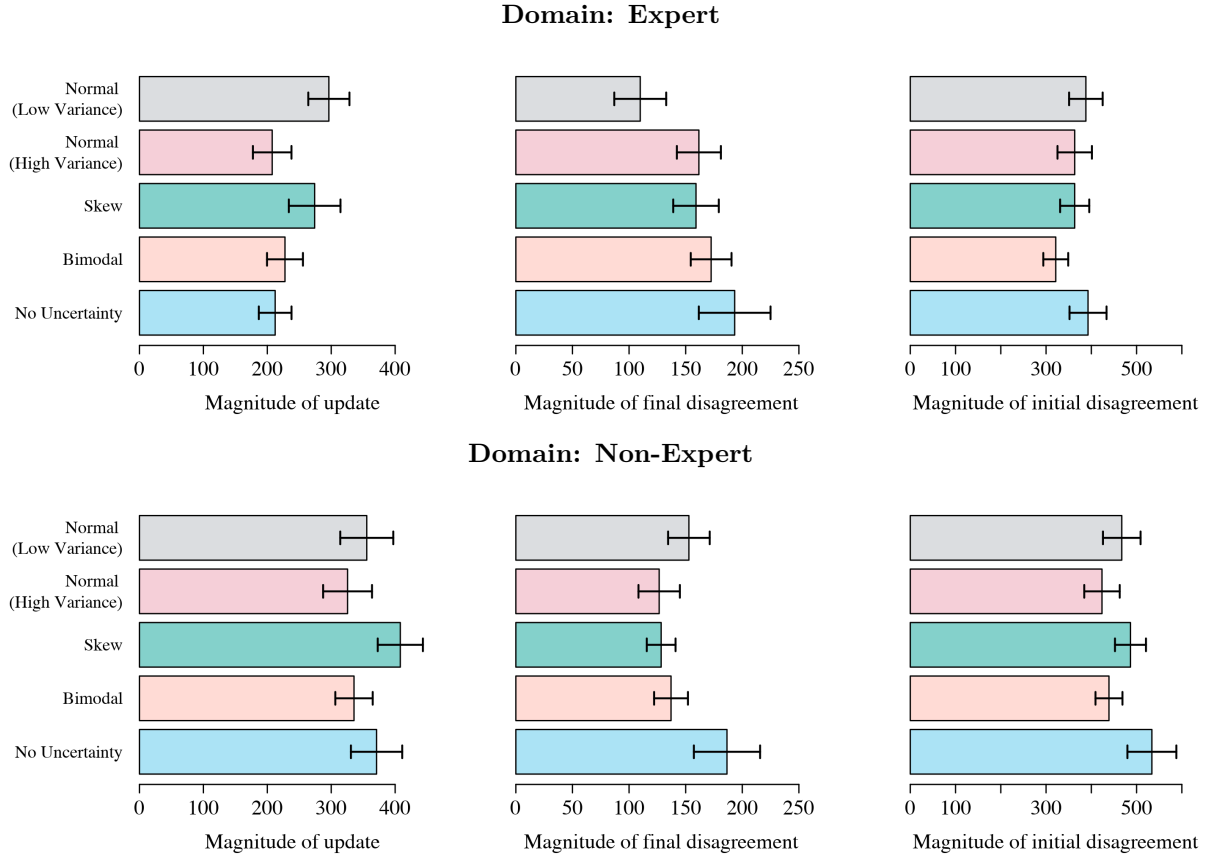 Domain: Expert
Normal
(Low Variance)
Normal
(High Variance)
Skew
Bimodal
No Uncertainty
0 100 200 300 400
Magnitude of update
0 50 100 150 200 250
Magnitude of final disagreement
0 100 300 500
Magnitude of initial disagreement
Domain: Non-Expert
Normal
(Low Variance)
Normal
(High Variance)
Skew
Bimodal
No Uncertainty
0 100 200 300 400
Magnitude of update
0 50 100 150 200 250
Magnitude of final disagreement
0 100 300 500
Magnitude of initial disagreement